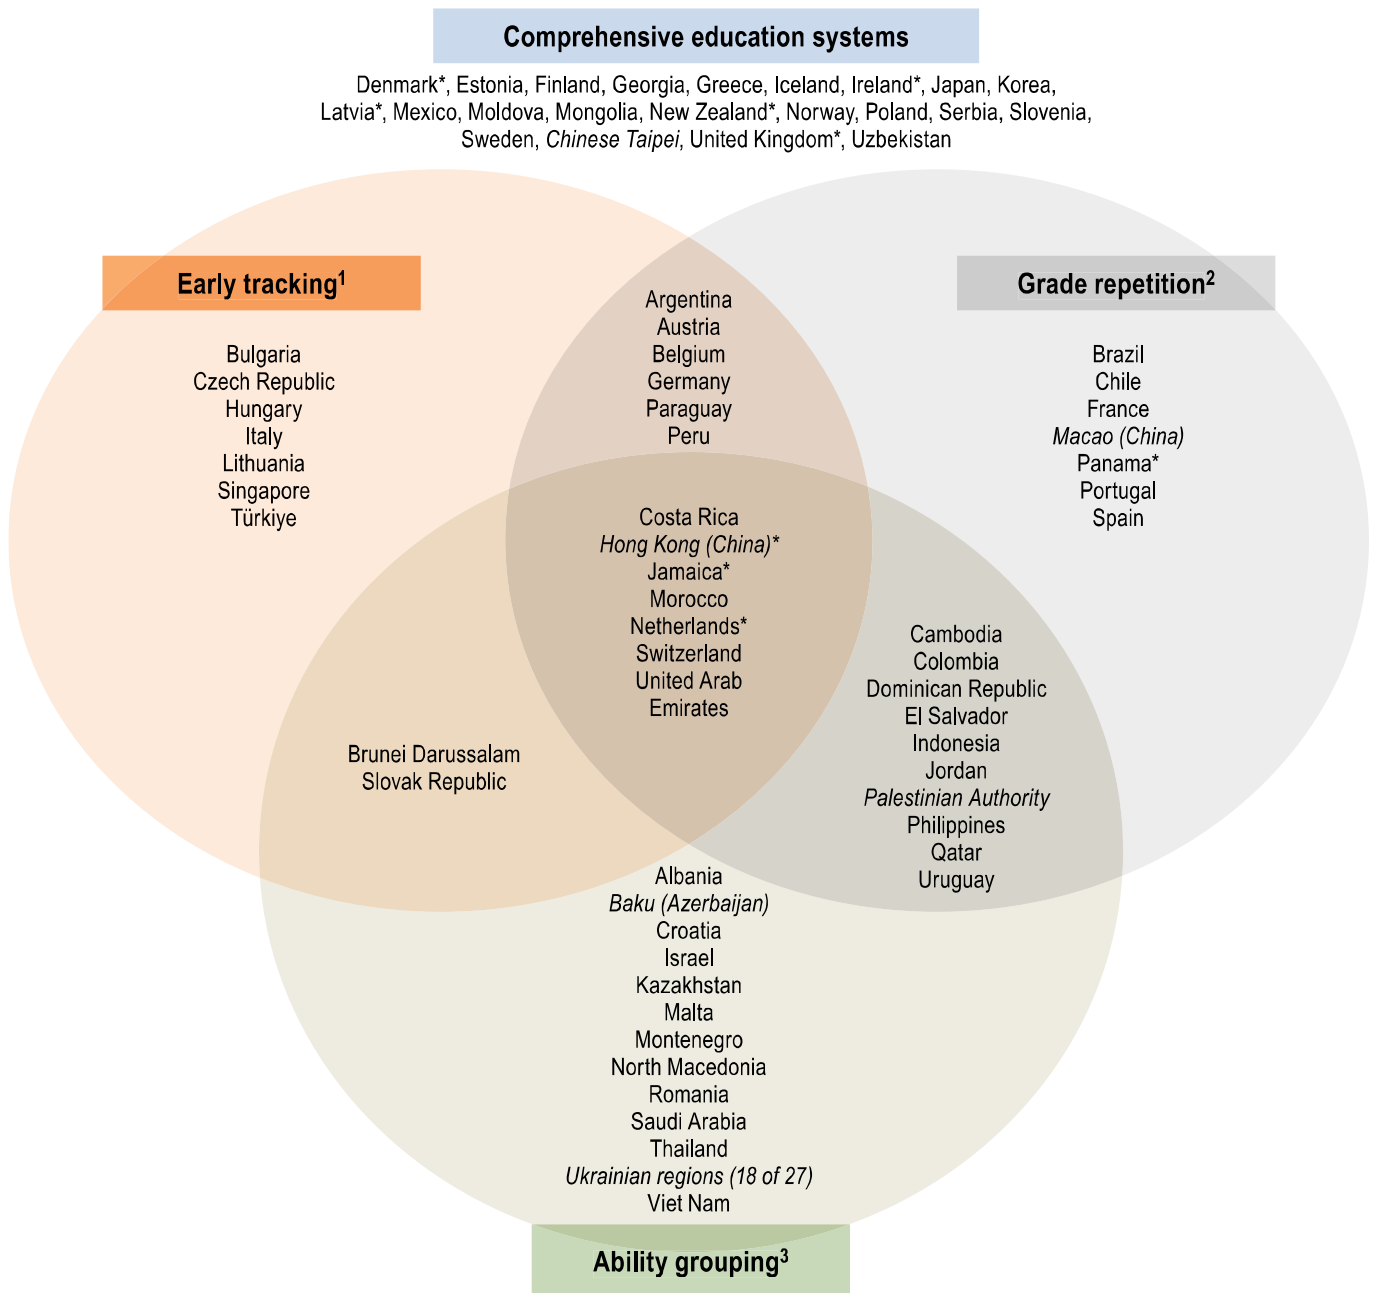 Comprehensive education systems
Denmark*, Estonia, Finland, Georgia, Greece, Iceland, Ireland*, Japan, Korea,
Latvia*, Mexico, Moldova, Mongolia, New Zealand*, Norway, Poland, Serbia, Slovenia,
Sweden, Chinese Taipei, United Kingdom*, Uzbekistan
Early tracking¹
Bulgaria
Czech Republic
Hungary
Italy
Lithuania
Singapore
Türkiye
Argentina
Austria
Belgium
Germany
Paraguay
Peru
Grade repetition²
Brazil
Chile
France
Macao (China)
Panama*
Portugal
Spain
Costa Rica
Hong Kong (China)*
Jamaica*
Morocco
Netherlands*
Switzerland
United Arab
Emirates
Brunei Darussalam
Slovak Republic
Cambodia
Colombia
Dominican Republic
El Salvador
Indonesia
Jordan
Palestinian Authority
Philippines
Qatar
Uruguay
Albania
Baku (Azerbaijan)
Croatia
Israel
Kazakhstan
Malta
Montenegro
North Macedonia
Romania
Saudi Arabia
Thailand
Ukrainian regions (18 of 27)
Viet Nam
Ability grouping³